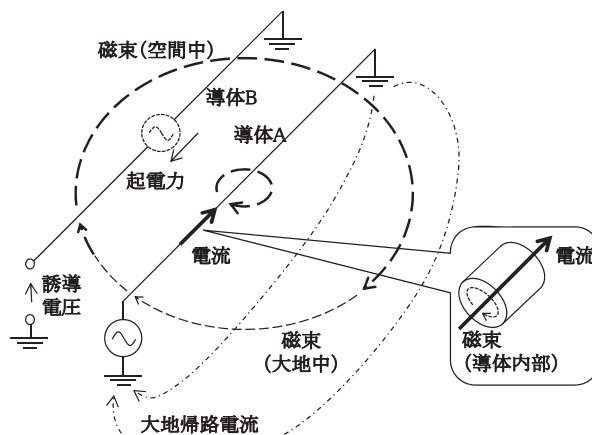 磁束（空間中）
導体B
導体A
起電力
電流
誘導
電圧
磁束
（大地中）
大地帰路電流
電流
磁束
（導体内部）